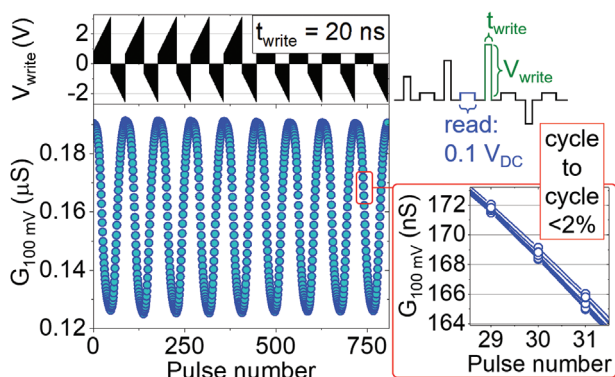 V_write (V)
2
0
-2
t_write = 20 ns
t_write
V_write
read:
0.1 V_DC
cycle
to
cycle
<2%
G_100 mV (µS)
0.18
0.16
0.14
0.12
0 250 500 750
Pulse number
G_100 mV (nS)
172
170
168
166
164
29 30 31
Pulse number